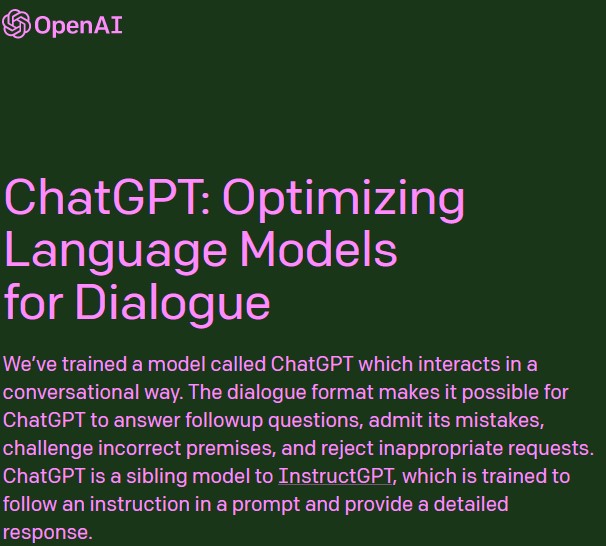 OpenAI
ChatGPT: Optimizing
Language Models
for Dialogue
We’ve trained a model called ChatGPT which interacts in a
conversational way. The dialogue format makes it possible for
ChatGPT to answer followup questions, admit its mistakes,
challenge incorrect premises, and reject inappropriate requests.
ChatGPT is a sibling model to InstructGPT, which is trained to
follow an instruction in a prompt and provide a detailed
response.